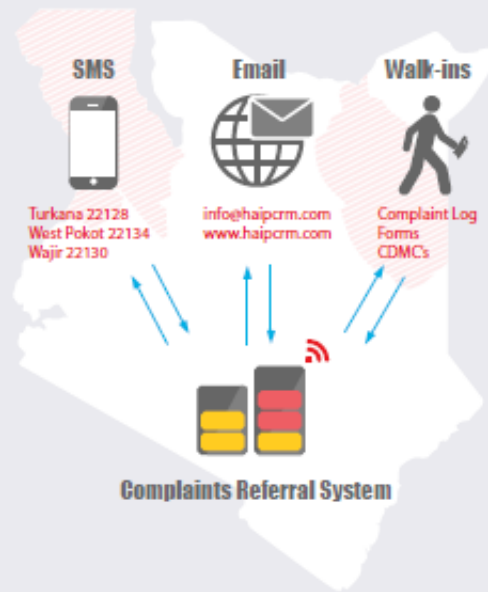 SMS
Email
Walk-ins
Turkana 22128
West Pokot 22134
Wajir 22130
info@haipcrm.com
www.haipcrm.com
Complaint Log
Forms
CDMC's
Complaints Referral System